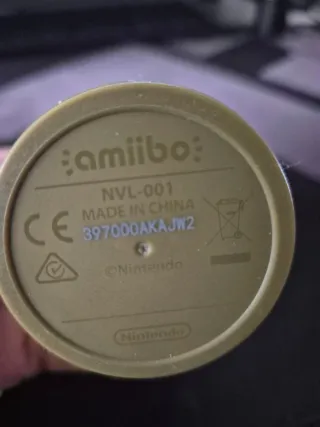 amiibo
NVL-001
MADE IN CHINA
CE
397000AKAJW2
©Nintendo
Nintendo